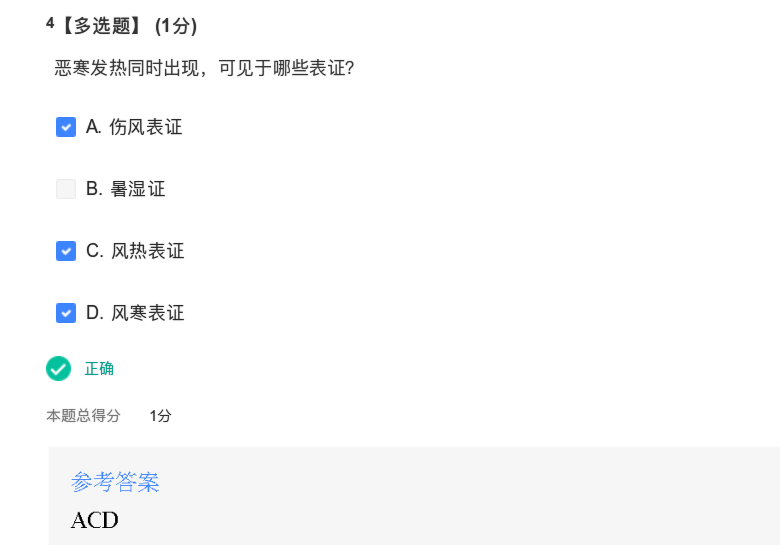 4【多选题】 (1分)
恶寒发热同时出现，可见于哪些表证?
A. 伤风表证
B. 暑湿证
C. 风热表证
D. 风寒表证
正确
本题总得分 1分
参考答案
ACD